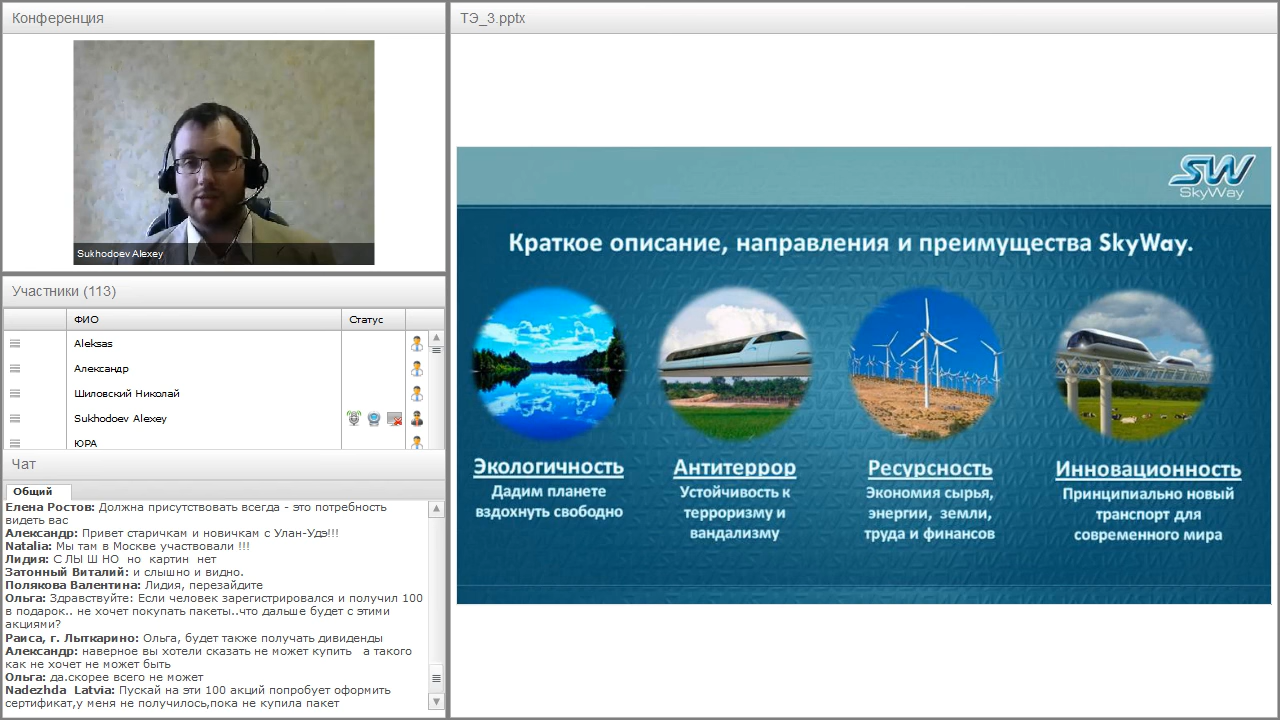 Конференция
Sukhodoev Alexey
Участники (113)
ФИО
Статус
Aleksas
Александр
Шиловский Николай
Sukhodoev Alexey
ЮРА
Чат
Общий
Елена Ростов: Должна присутствовать всегда - это потребность
видеть вас
Александр: Привет старичкам и новичкам с Улан-Удэ!!!
Natalia: Мы там в Москве участвовали !!!
Лидия: С ЛЫ Ш НО но картин нет
Затонный Виталий: и слышно и видно.
Полякова Валентина: Лидия, перезайдите
Ольга: Здравствуйте: Если человек зарегистрировался и получил 100
в подарок.. не хочет покупать пакеты..что дальше будет с этими
акциями?
Раиса, г. Лыткарино: Ольга, будет также получать дивиденды
Александр: наверное вы хотели сказать не может купить а такого
как не хочет не может быть
Ольга: да.скорее всего не может
Nadezhda Latvia: Пускай на эти 100 акций попробует оформить
сертификат,у меня не получилось,пока не купила пакет
ТЭ_3.pptx
SW
SkyWay
Краткое описание, направления и преимущества SkyWay.
Экологичность
Дадим планете
вздохнуть свободно
Антитеррор
Устойчивость к
терроризму и
вандализму
Ресурсность
Экономия сырья,
энергии, земли,
труда и финансов
Инновационность
Принципиально новый
транспорт для
современного мира